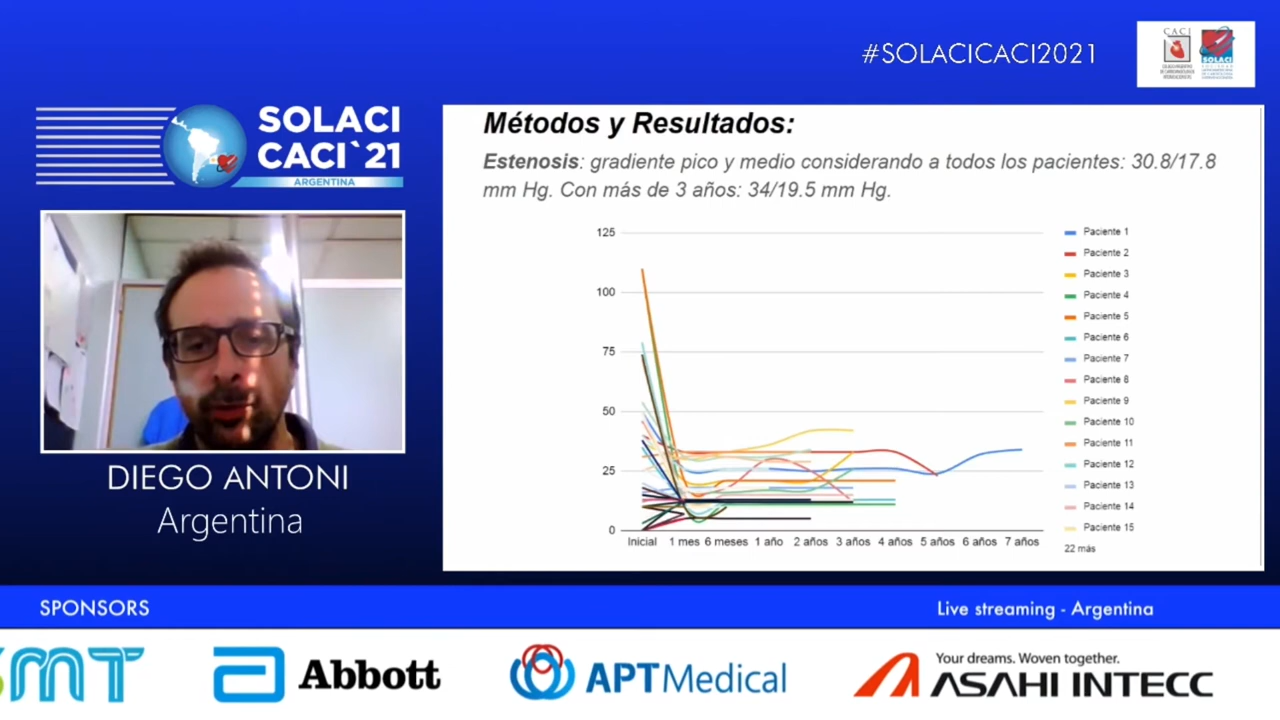 #SOLACICACI2021
CACI
SOLACI
SOLACI
CACI`21
ARGENTINA
DIEGO ANTONI
Argentina
Métodos y Resultados:
Estenosis: gradiente pico y medio considerando a todos los pacientes: 30.8/17.8
mm Hg. Con más de 3 años: 34/19.5 mm Hg.
125
100
75
50
25
0
Inicial 1 mes 6 meses 1 año 2 años 3 años 4 años 5 años 6 años 7 años
Paciente 1
Paciente 2
Paciente 3
Paciente 4
Paciente 5
Paciente 6
Paciente 7
Paciente 8
Paciente 9
Paciente 10
Paciente 11
Paciente 12
Paciente 13
Paciente 14
Paciente 15
22 más
SPONSORS
Live streaming - Argentina
SMT
Abbott
APTMedical
Your dreams. Woven together.
ASAHI INTECC